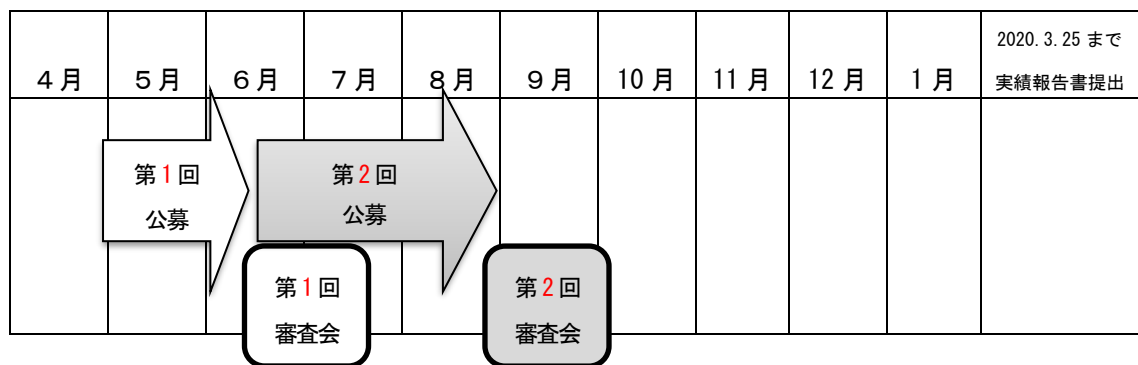 4月 5月 6月 7月 8月 9月 10月 11月 12月 1月
2020.3.25 まで
実績報告書提出
第1回
公募
第2回
公募
第1回
審査会
第2回
審査会